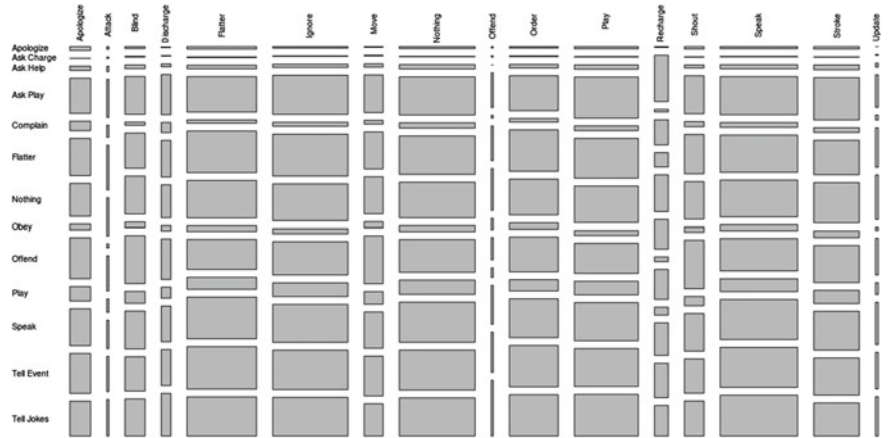 Apologize
Attack
Blind
Discharge
Flatter
Ignore
Move
Nothing
Offend
Order
Play
Recharge
Shout
Speak
Stroke
Update
Apologize
Ask Charge
Ask Help
Ask Play
Complain
Flatter
Nothing
Obey
Offend
Play
Speak
Tell Event
Tell Jokes